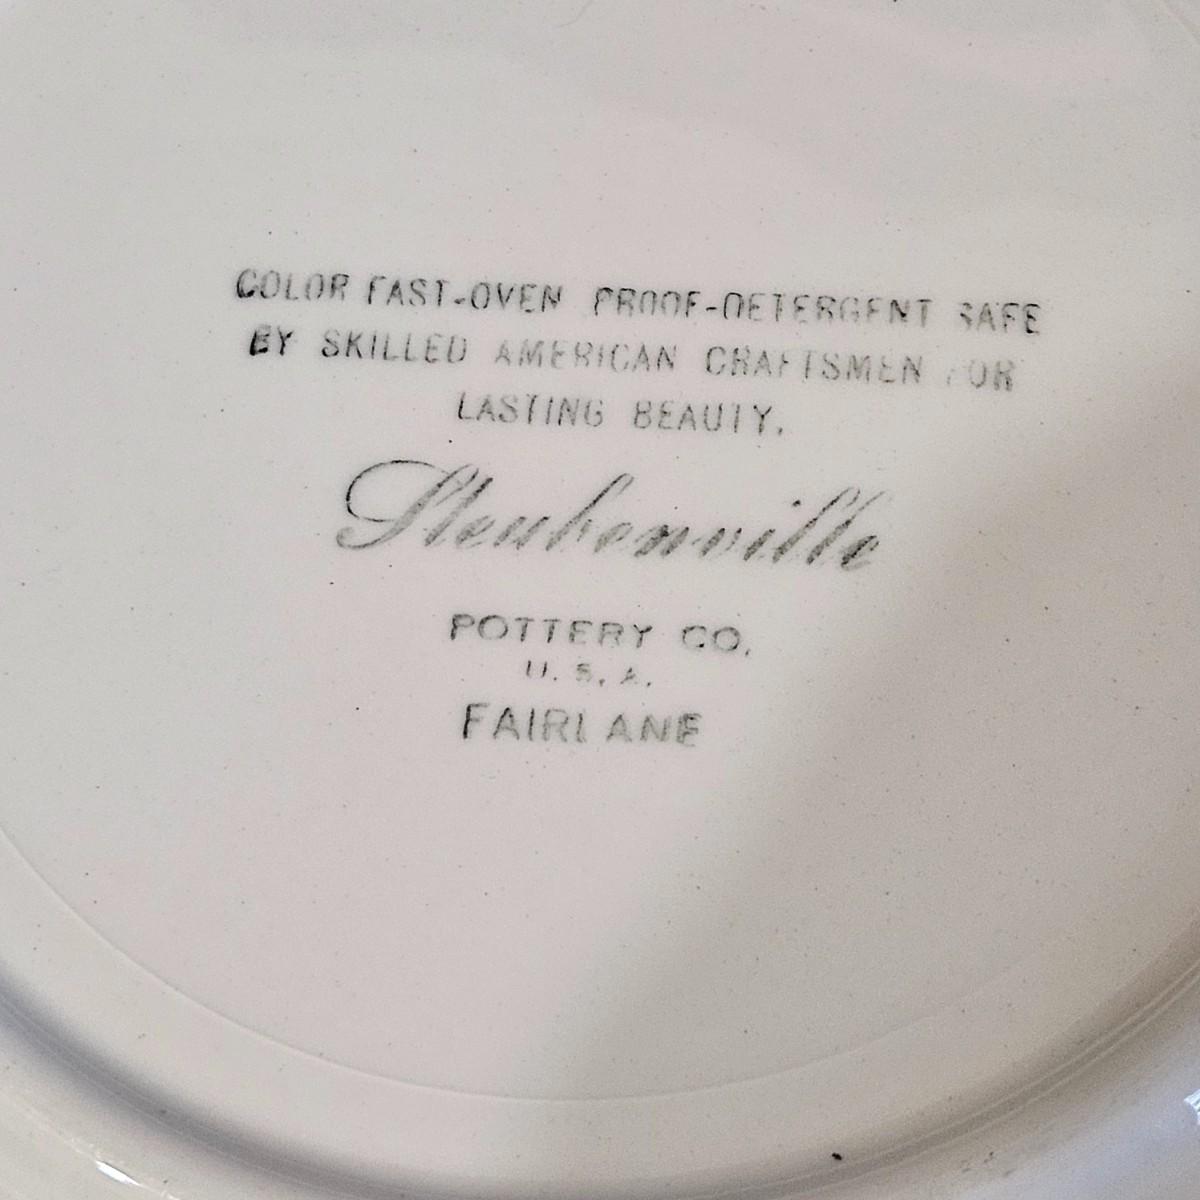 COLOR FAST-OVEN PROOF-DETERGENT SAFE
BY SKILLED AMERICAN CRAFTSMEN FOR
LASTING BEAUTY.
Steubenville
POTTERY CO.
U. S. A.
FAIRLANE